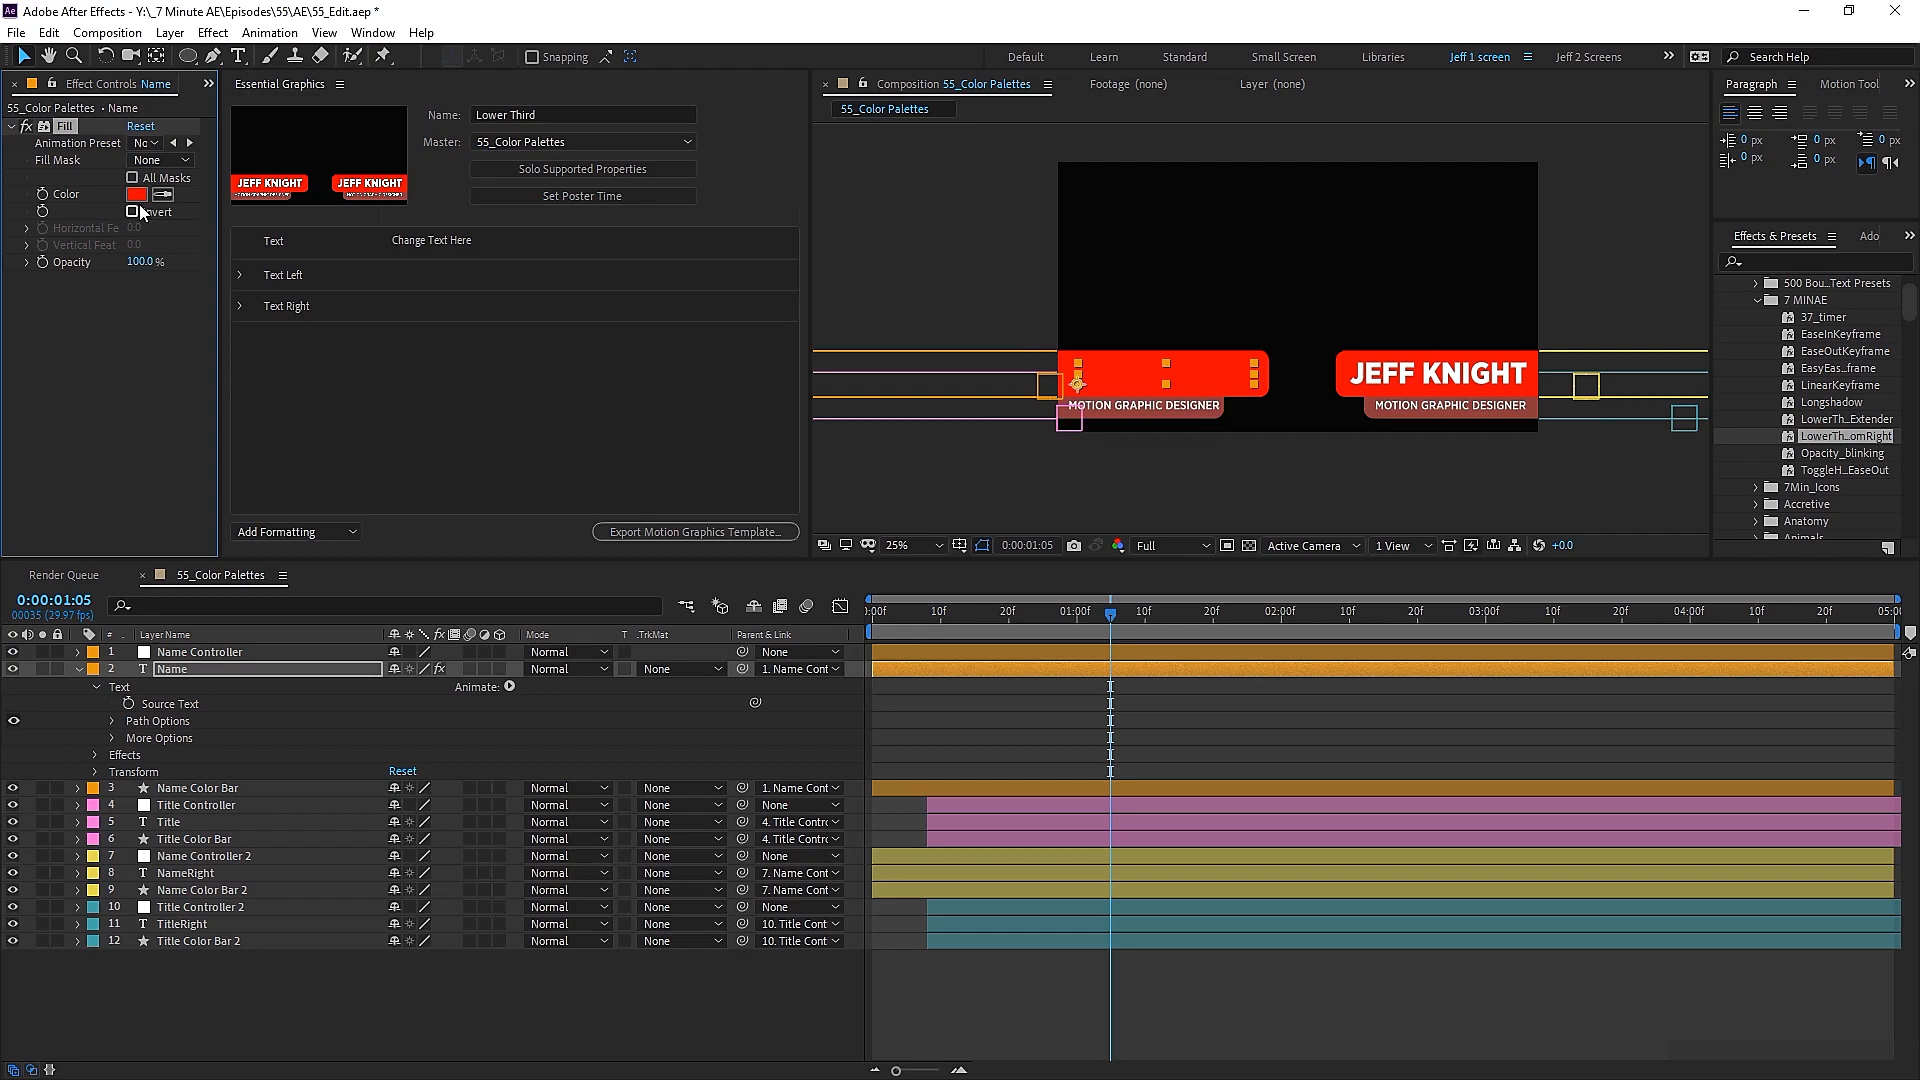 Ae Adobe After Effects - Y:\_7 Minute AE\Episodes\55\AE\55_Edit.aep *
File Edit Composition Layer Effect Animation View Window Help
Snapping
Default Learn Standard Small Screen Libraries Jeff 1 screen Jeff 2 Screens
Search Help
Effect Controls Name
55_Color Palettes • Name
fx Fill Reset
Animation Preset Nc
Fill Mask None
All Masks
Color
Horizontal Fe 0.0
Vertical Feat 0.0
Opacity 100.0 %
Essential Graphics
JEFF KNIGHT JEFF KNIGHT
Name: Lower Third
Master: 55_Color Palettes
Solo Supported Properties
Set Poster Time
Text Change Text Here
Text Left
Text Right
Add Formatting Export Motion Graphics Template...
Composition 55_Color Palettes Footage (none) Layer (none)
55_Color Palettes
JEFF KNIGHT
MOTION GRAPHIC DESIGNER MOTION GRAPHIC DESIGNER
25% 0:00:01:05 Full Active Camera 1 View +0.0
Paragraph Motion Tool
0 px 0 px 0 px
0 px 0 px
Effects & Presets Ado
500 Bou...Text Presets
7 MINAE
37_timer
EaseInKeyframe
EaseOutKeyframe
EasyEas...frame
LinearKeyframe
Longshadow
LowerTh...Extender
LowerTh...omRight
Opacity_blinking
ToggleH...EaseOut
7Min_Icons
Accretive
Anatomy
Animals
Render Queue 55_Color Palettes
0:00:01:05
00035 (29.97 fps)
# Layer Name fx Mode T .TrkMat Parent & Link
:00f 10f 20f 01:00f 10f 20f 02:00f 10f 20f 03:00f 10f 20f 04:00f 10f 20f 05:00
1 Name Controller Normal None
2 T Name fx Normal None 1. Name Cont
Text Animate:
Source Text
Path Options
More Options
Effects
Transform Reset
3 Name Color Bar Normal None 1. Name Cont
4 Title Controller Normal None None
5 T Title Normal None 4. Title Contr
6 Title Color Bar Normal None 4. Title Contr
7 Name Controller 2 Normal None None
8 T NameRight Normal None 7. Name Cont
9 Name Color Bar 2 Normal None 7. Name Cont
10 Title Controller 2 Normal None None
11 T TitleRight Normal None 10. Title Cont
12 Title Color Bar 2 Normal None 10. Title Cont